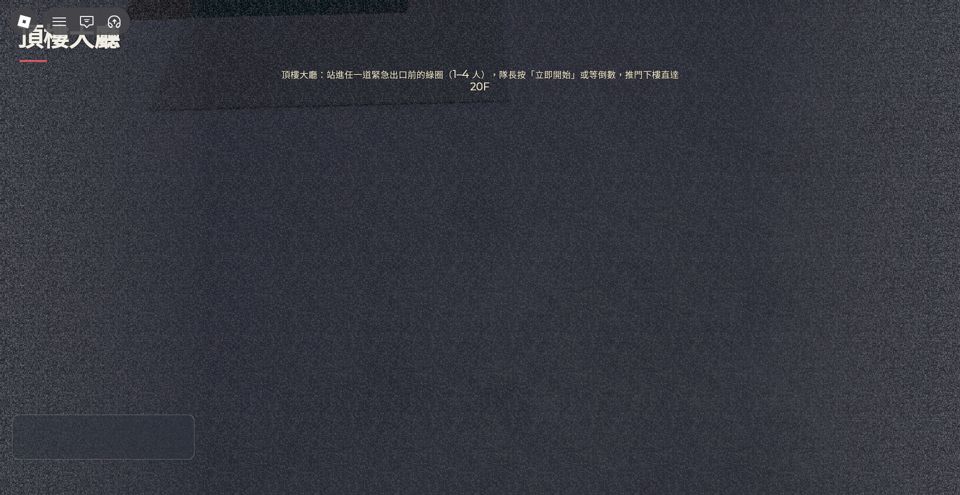 頂樓大廳
頂樓大廳：站進任一道緊急出口前的綠圈（1–4 人），隊長按「立即開始」或等倒數，推門下樓直達
20F